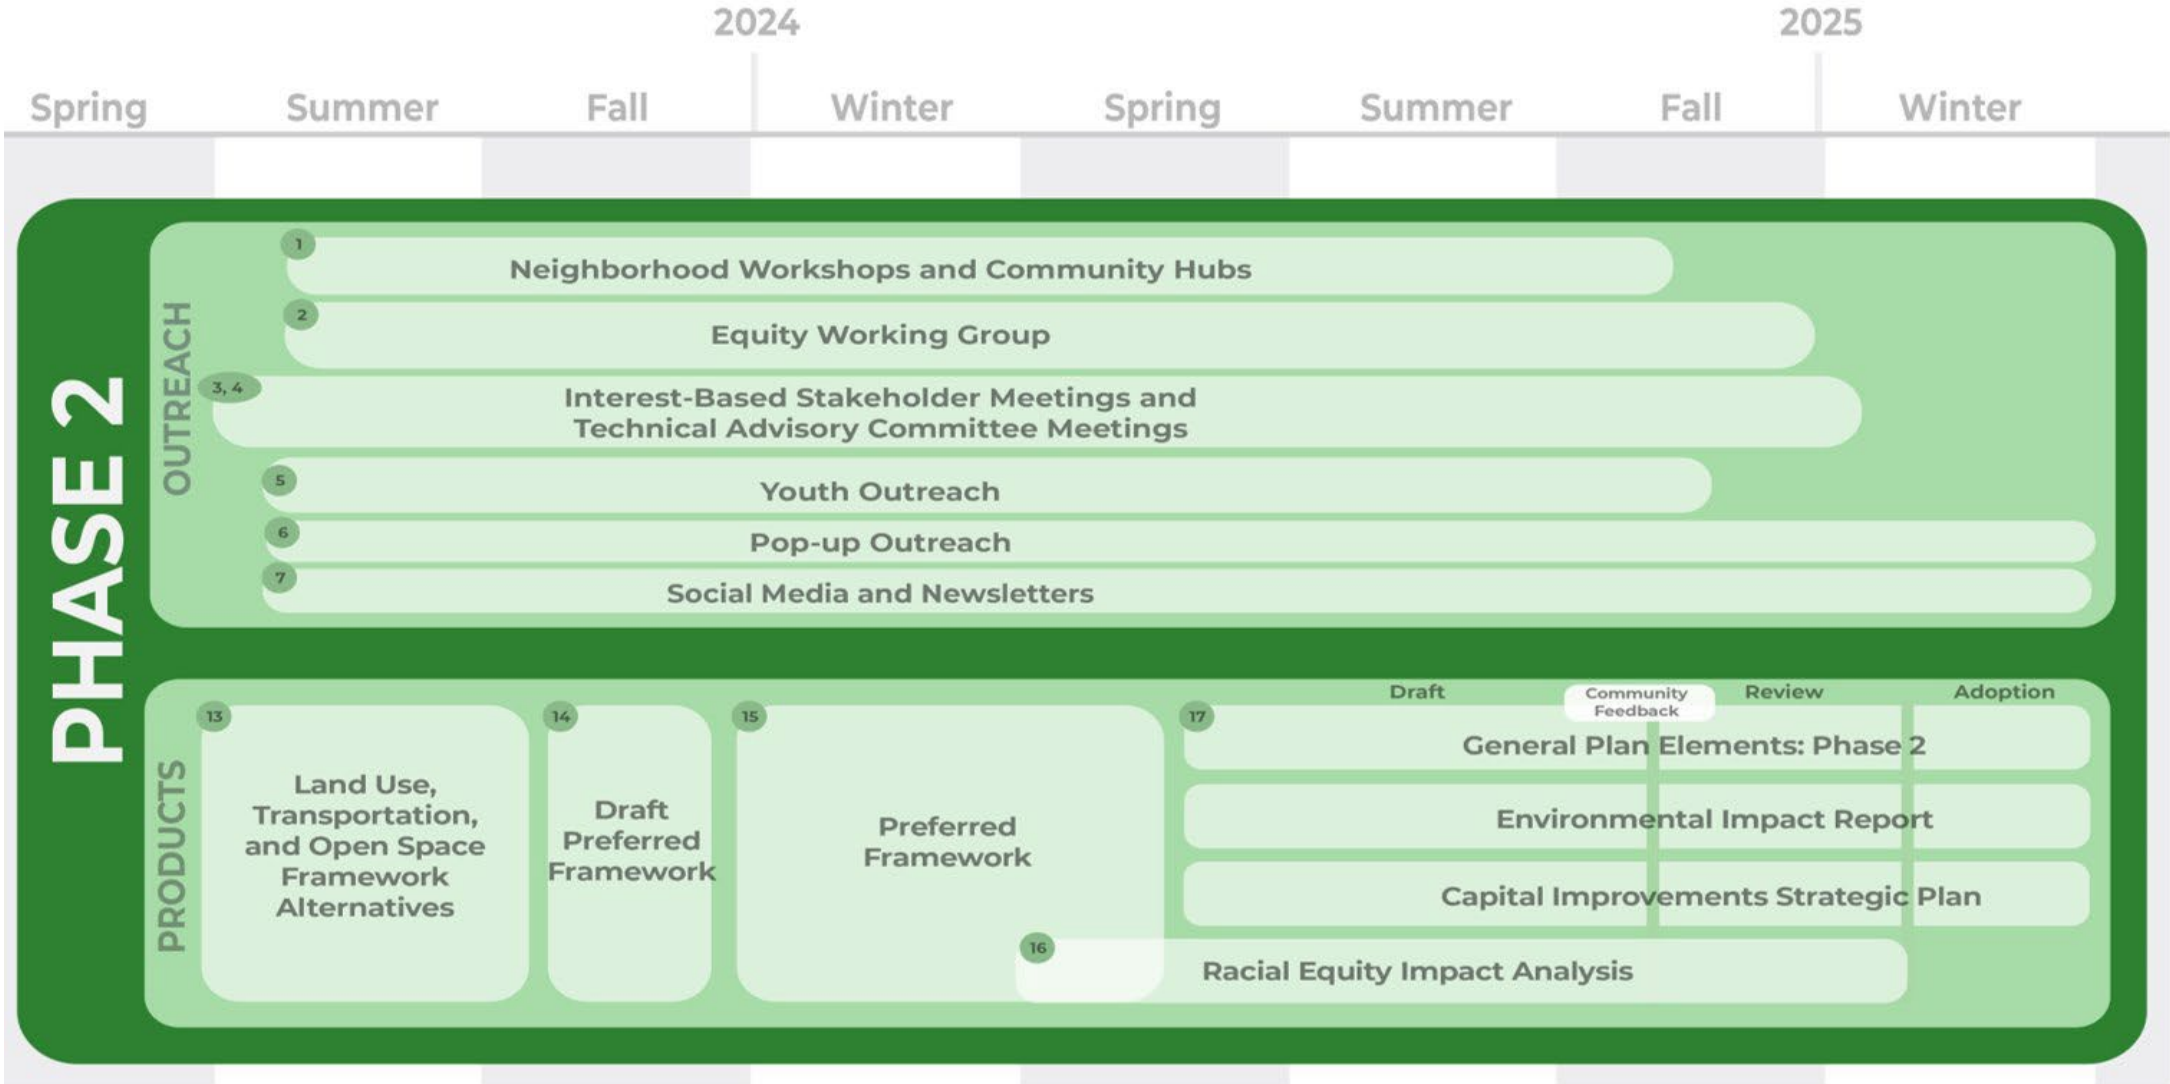 2024
2025
Spring
Summer
Fall
Winter
Spring
Summer
Fall
Winter
PHASE 2
OUTREACH
1
Neighborhood Workshops and Community Hubs
2
Equity Working Group
3, 4
Interest-Based Stakeholder Meetings and
Technical Advisory Committee Meetings
5
Youth Outreach
6
Pop-up Outreach
7
Social Media and Newsletters
PRODUCTS
13
Land Use,
Transportation,
and Open Space
Framework
Alternatives
14
Draft
Preferred
Framework
15
Preferred
Framework
16
Racial Equity Impact Analysis
17
Draft
Community
Feedback
Review
Adoption
General Plan Elements: Phase 2
Environmental Impact Report
Capital Improvements Strategic Plan